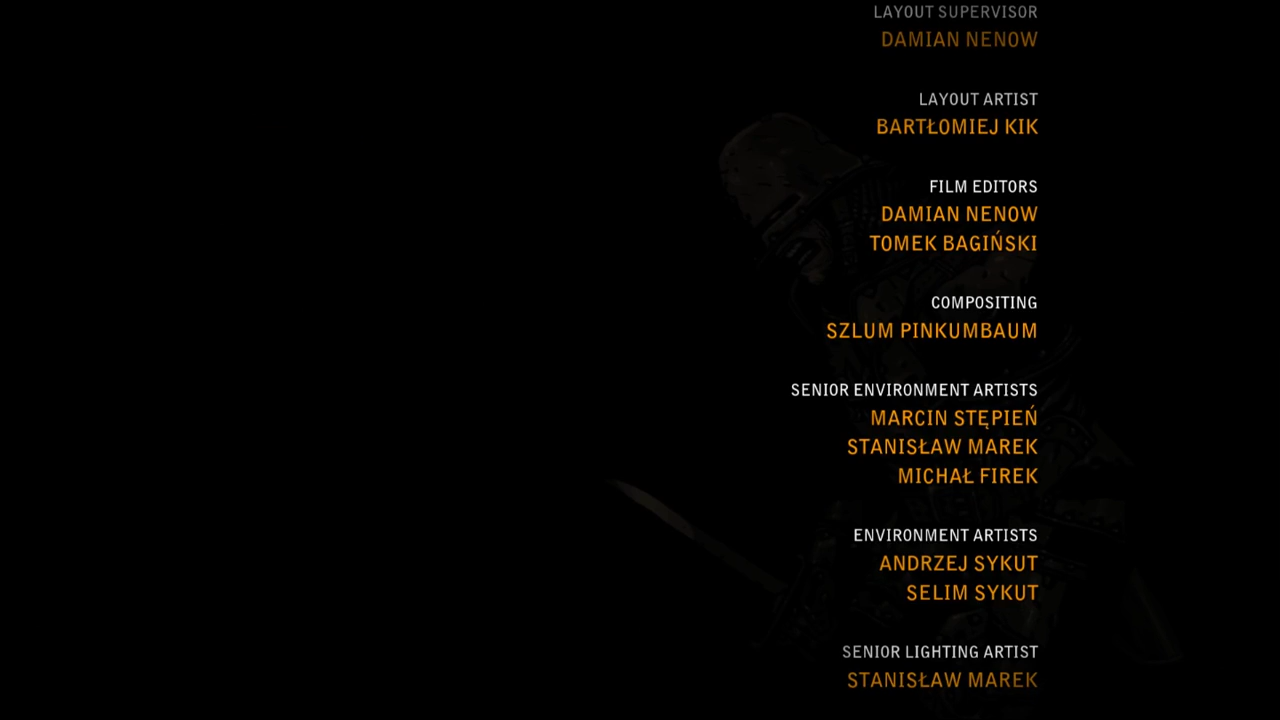 LAYOUT SUPERVISOR
DAMIAN NENOW
LAYOUT ARTIST
BARTŁOMIEJ KIK
FILM EDITORS
DAMIAN NENOW
TOMEK BAGIŃSKI
COMPOSITING
SZLUM PINKUMBAUM
SENIOR ENVIRONMENT ARTISTS
MARCIN STĘPIEŃ
STANISŁAW MAREK
MICHAŁ FIREK
ENVIRONMENT ARTISTS
ANDRZEJ SYKUT
SELIM SYKUT
SENIOR LIGHTING ARTIST
STANISŁAW MAREK